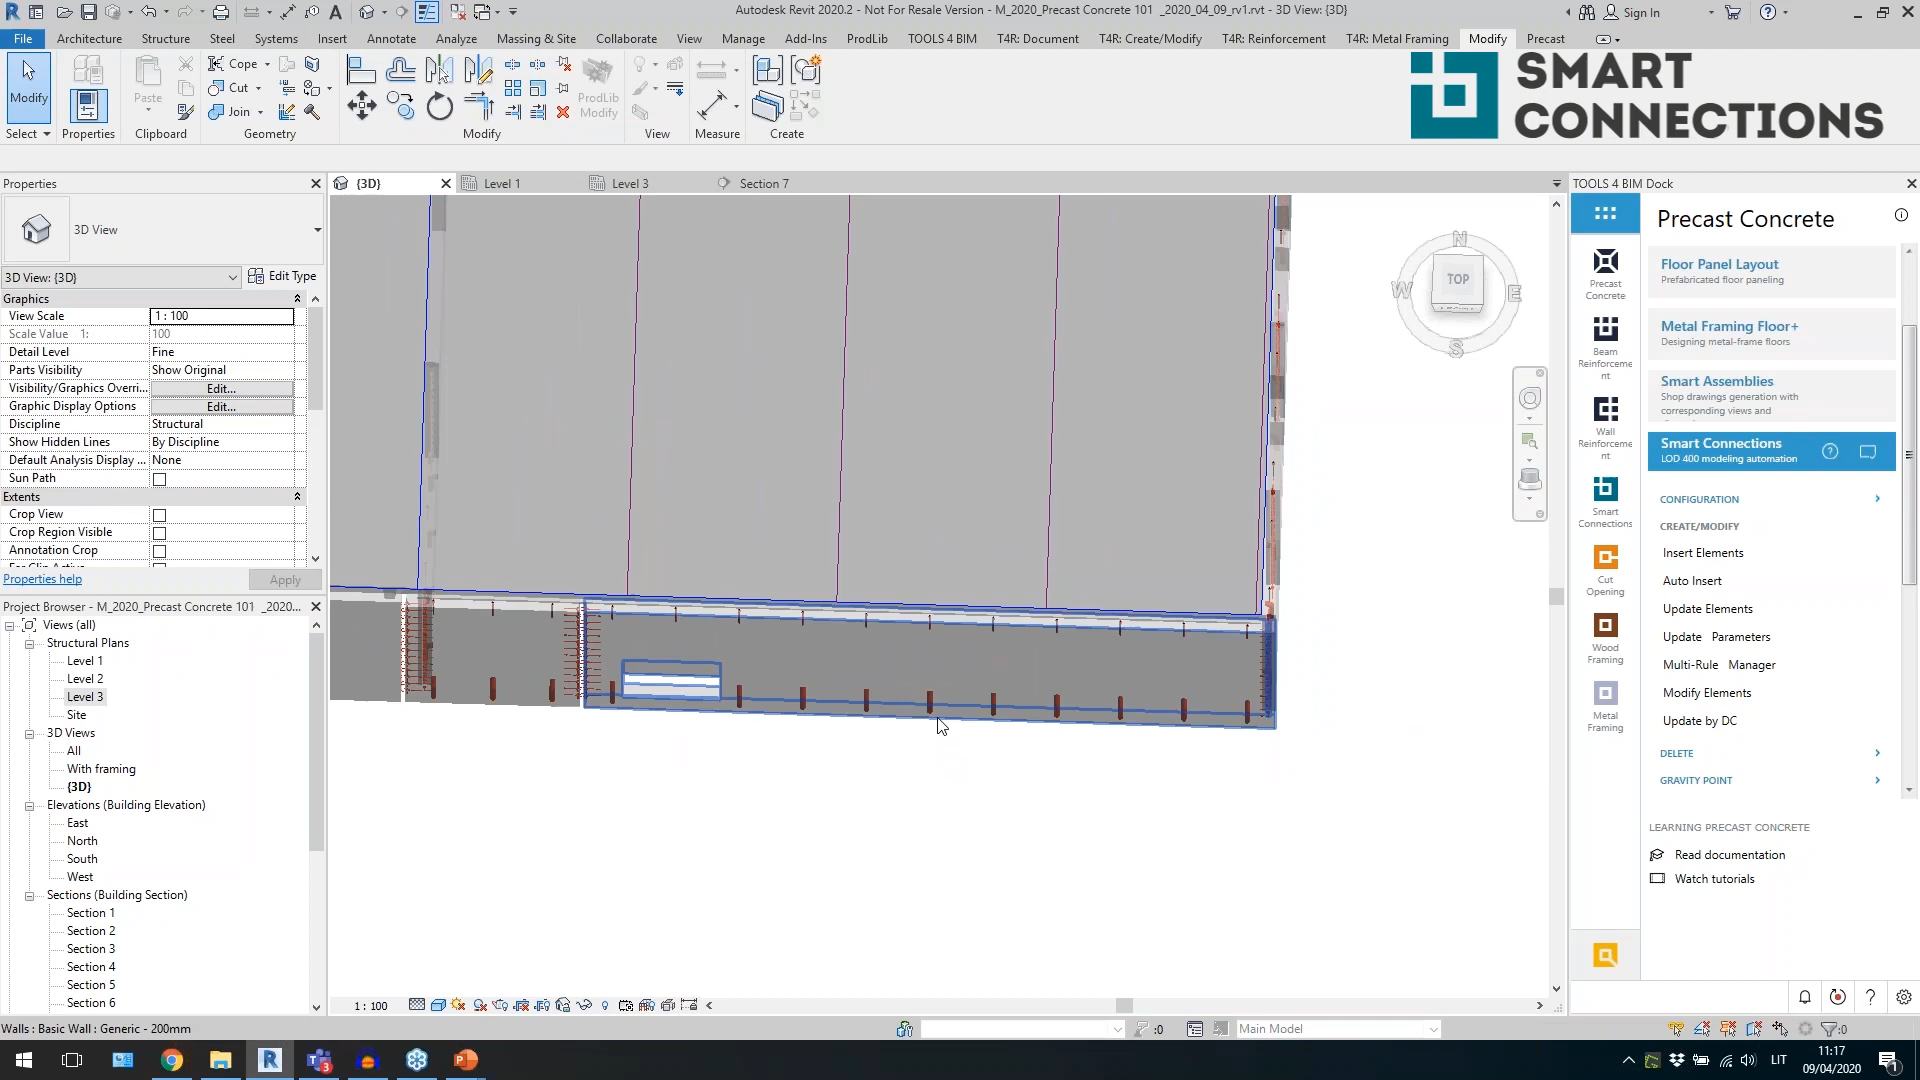 Autodesk Revit 2020.2 - Not For Resale Version - M_2020_Precast Concrete 101 _2020_04_09_rv1.rvt - 3D View: {3D}
Sign In
File Architecture Structure Steel Systems Insert Annotate Analyze Massing & Site Collaborate View Manage Add-Ins ProdLib TOOLS 4 BIM T4R: Document T4R: Create/Modify T4R: Reinforcement T4R: Metal Framing Modify Precast
Modify
Select
Properties
Paste
Clipboard
Cope
Cut
Join
Geometry
Modify
ProdLib
Modify
View
Measure
Create
SMART
CONNECTIONS
Properties
{3D}
Level 1
Level 3
Section 7
TOOLS 4 BIM Dock
3D View
3D View: {3D}
Edit Type
Graphics
View Scale 1 : 100
Scale Value 1: 100
Detail Level Fine
Parts Visibility Show Original
Visibility/Graphics Overri... Edit...
Graphic Display Options Edit...
Discipline Structural
Show Hidden Lines By Discipline
Default Analysis Display ... None
Sun Path
Extents
Crop View
Crop Region Visible
Annotation Crop
Properties help
Apply
Project Browser - M_2020_Precast Concrete 101 _2020...
Views (all)
Structural Plans
Level 1
Level 2
Level 3
Site
3D Views
All
With framing
{3D}
Elevations (Building Elevation)
East
North
South
West
Sections (Building Section)
Section 1
Section 2
Section 3
Section 4
Section 5
Section 6
N
W
TOP
E
S
Precast Concrete
Beam Reinforceme nt
Wall Reinforceme nt
Smart Connections
Cut Opening
Wood Framing
Metal Framing
Precast Concrete
Floor Panel Layout
Prefabricated floor paneling
Metal Framing Floor+
Designing metal-frame floors
Smart Assemblies
Shop drawings generation with
corresponding views and
Smart Connections
LOD 400 modeling automation
CONFIGURATION
CREATE/MODIFY
Insert Elements
Auto Insert
Update Elements
Update Parameters
Multi-Rule Manager
Modify Elements
Update by DC
DELETE
GRAVITY POINT
LEARNING PRECAST CONCRETE
Read documentation
Watch tutorials
1 : 100
Walls : Basic Wall : Generic - 200mm
:0
Main Model
:0
3
LIT
11:17
09/04/2020
1